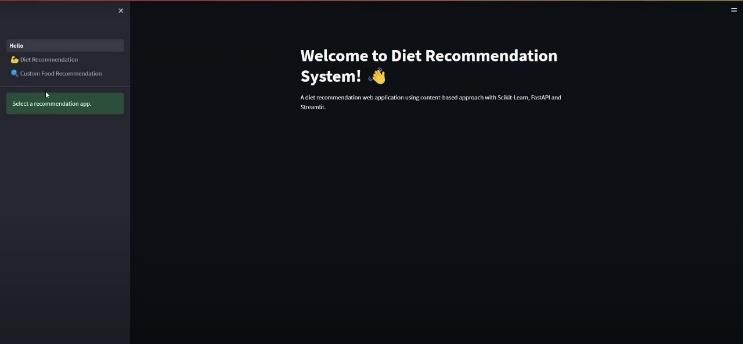 Hello
💪 Diet Recommendation
🔍 Custom Food Recommendation
Select a recommendation app.
Welcome to Diet Recommendation
System! 👋
A diet recommendation web application using content-based approach with Scikit-Learn, FastAPI and
Streamlit.